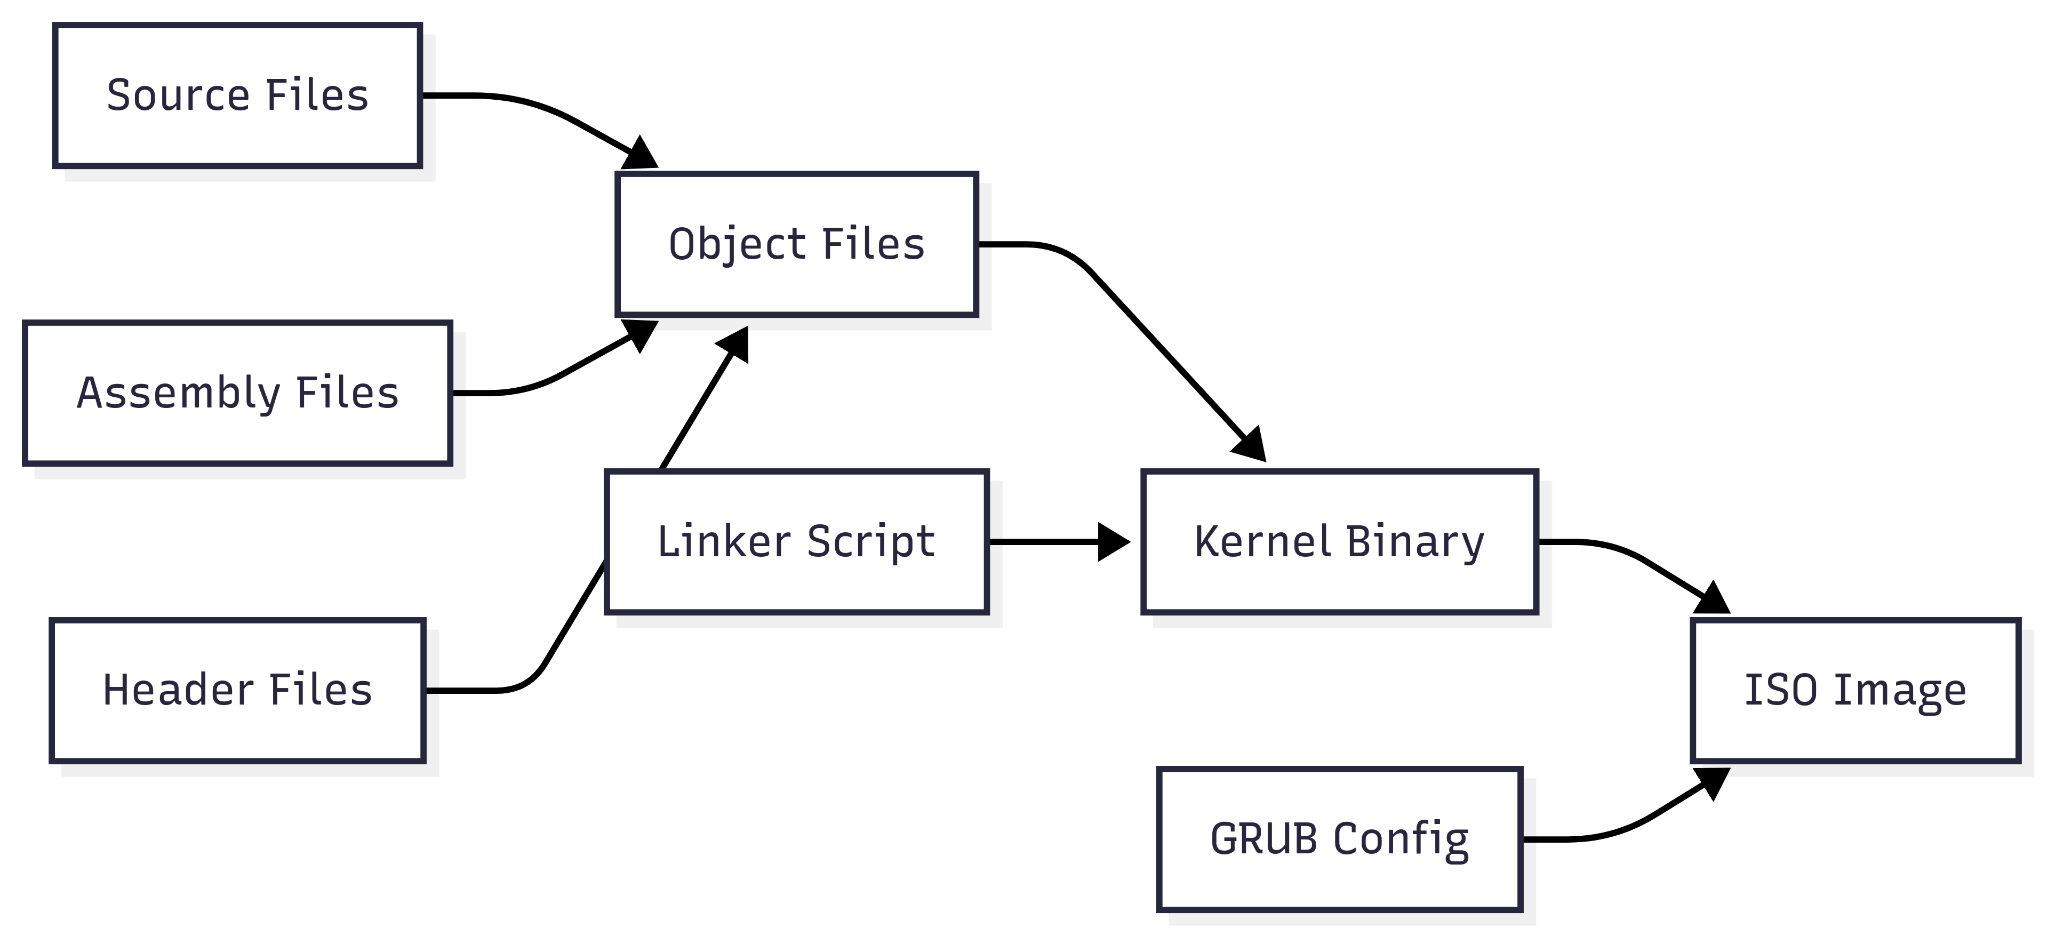 Source Files
Object Files
Assembly Files
Linker Script
Kernel Binary
Header Files
ISO Image
GRUB Config